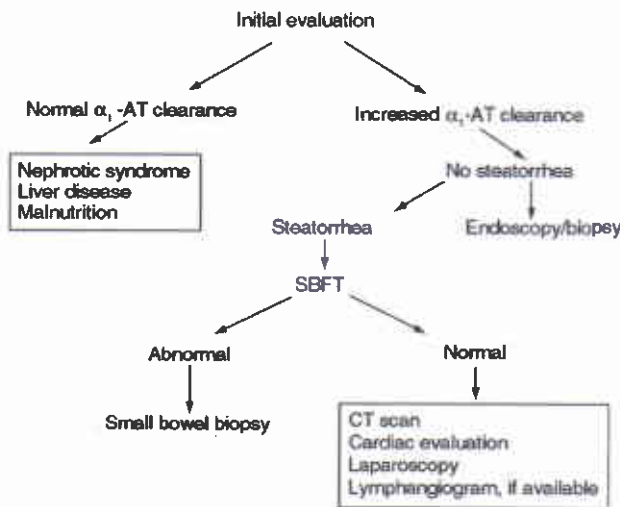 Initial evaluation
Normal α₁-AT clearance
Increased α₁-AT clearance
Nephrotic syndrome
Liver disease
Malnutrition
No steatorrhea
Steatorrhea
Endoscopy/biopsy
SBFT
Abnormal
Normal
Small bowel biopsy
CT scan
Cardiac evaluation
Laparoscopy
Lymphangiogram, if available